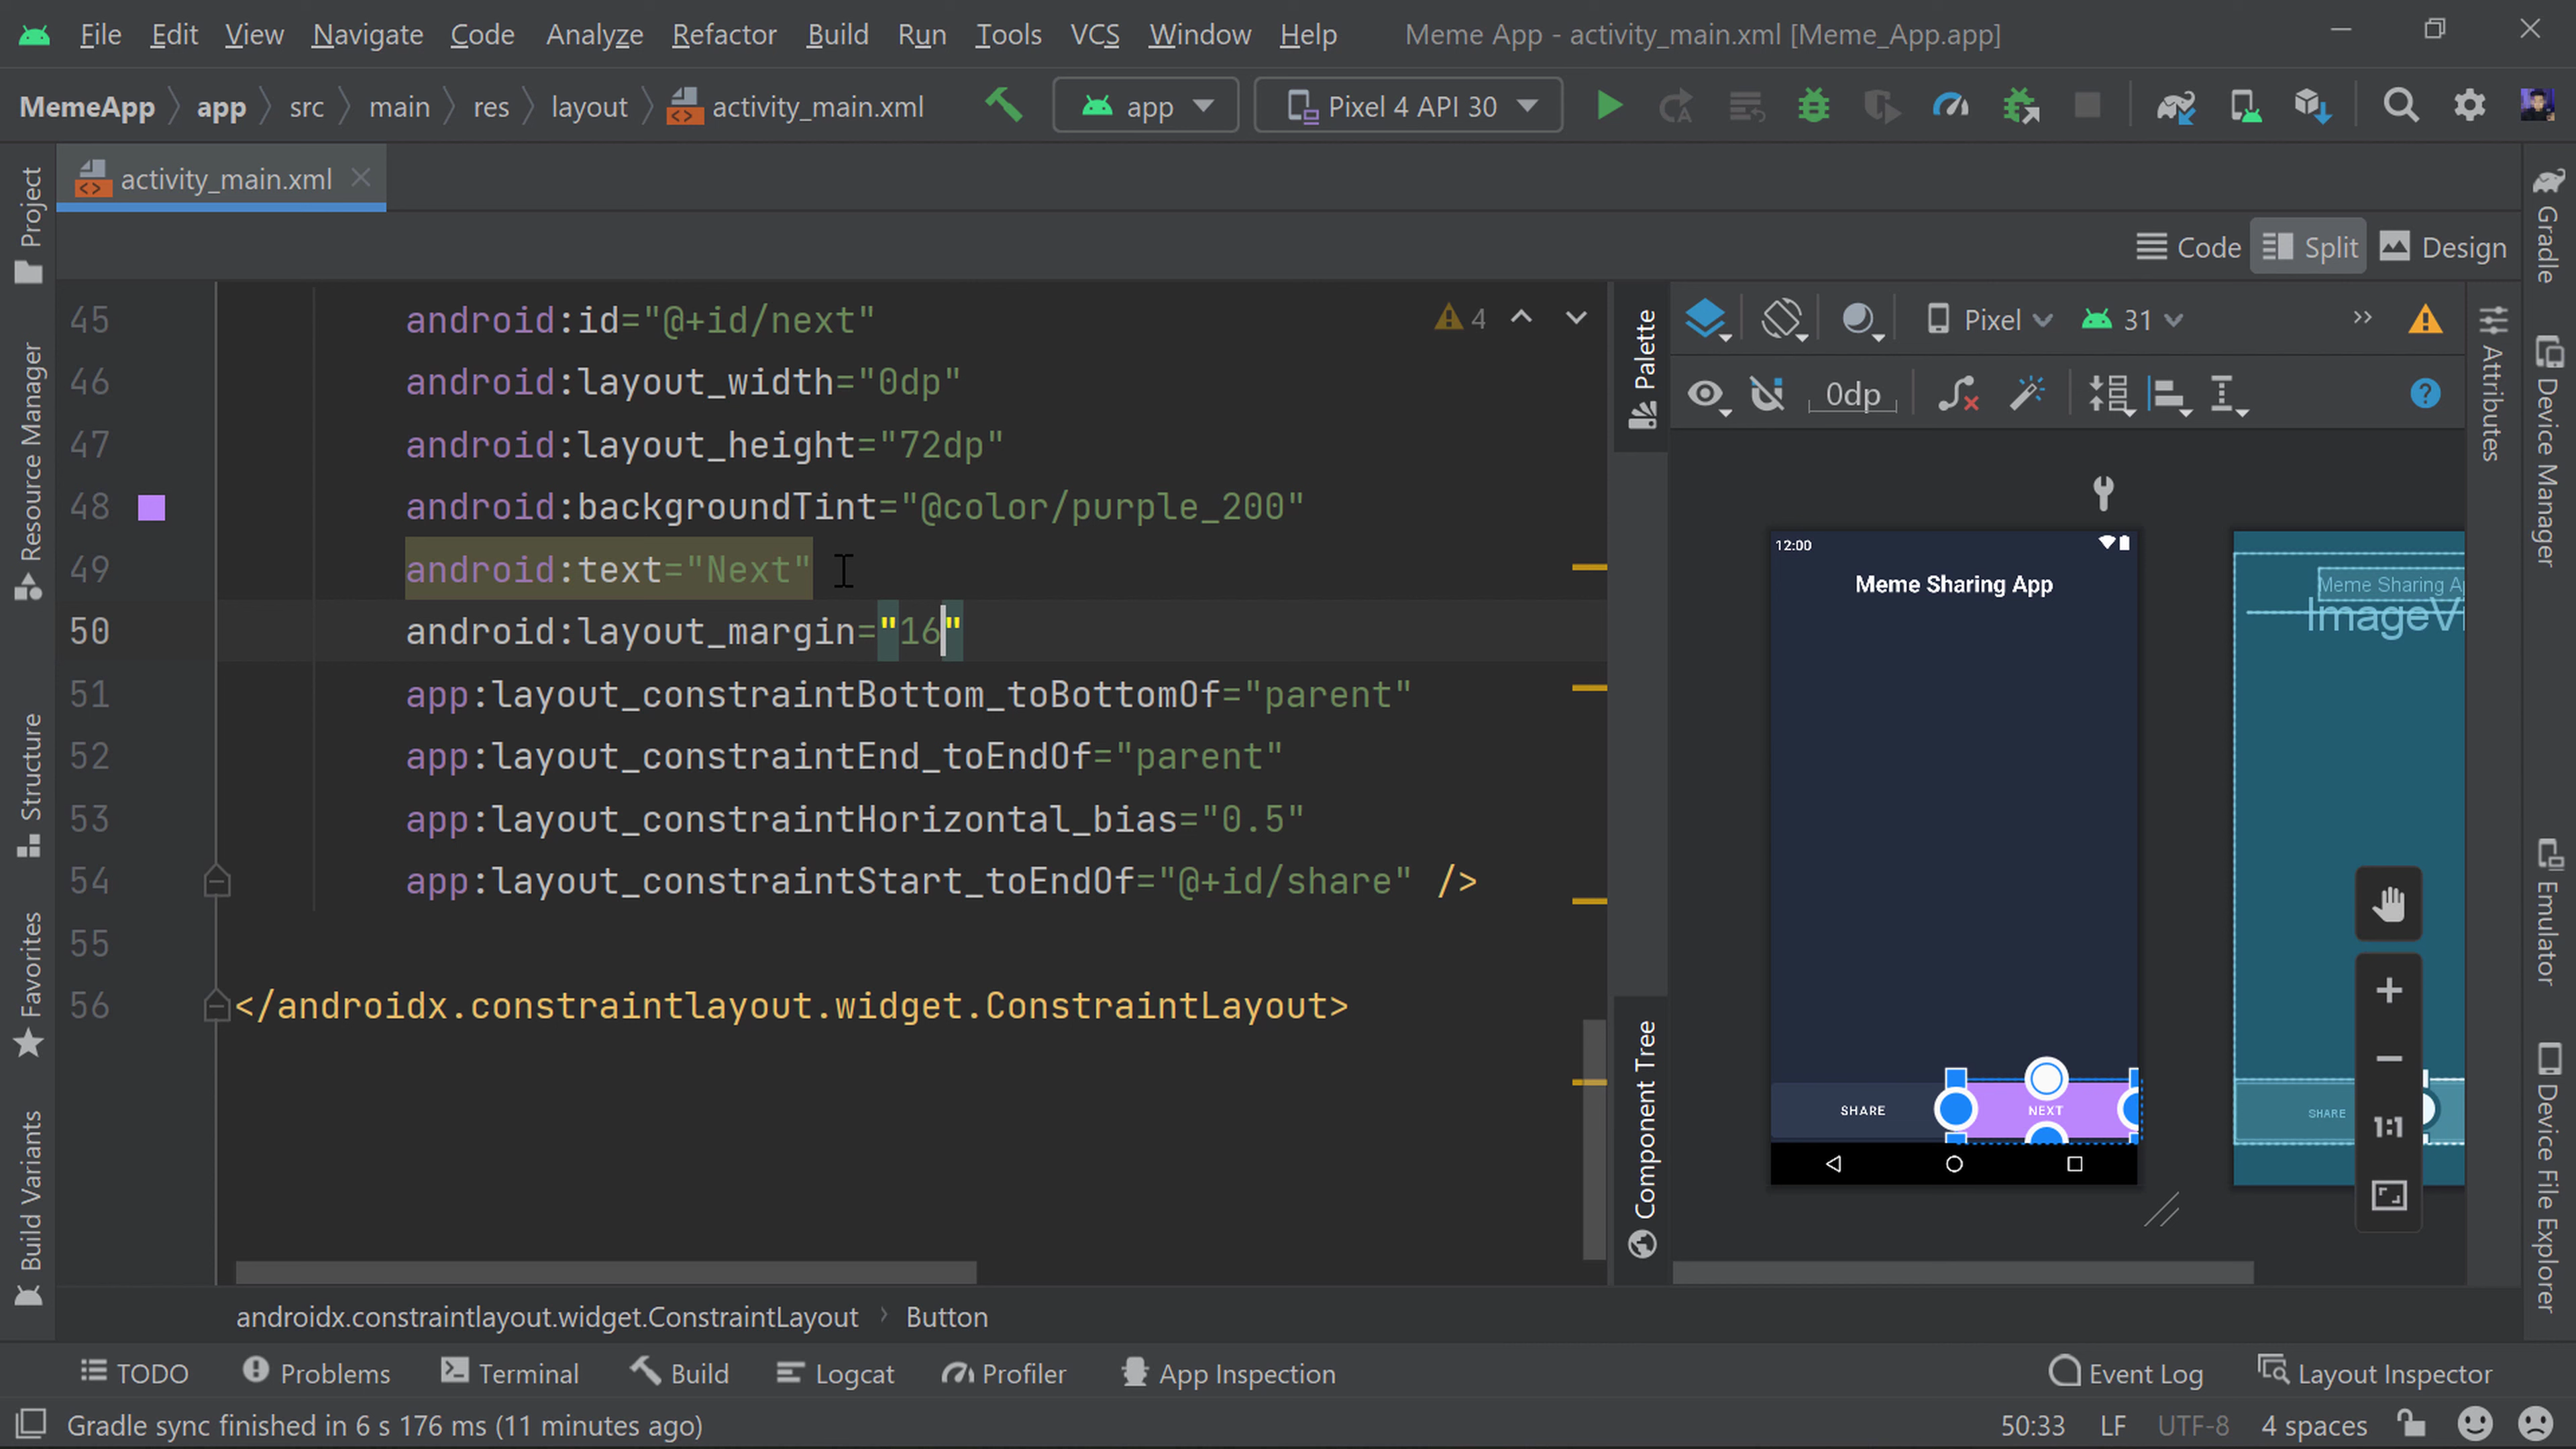 File Edit View Navigate Code Analyze Refactor Build Run Tools VCS Window Help Meme App - activity_main.xml [Meme_App.app]
MemeApp app src main res layout activity_main.xml app Pixel 4 API 30
activity_main.xml
Code Split Design
Project
Resource Manager
Structure
Favorites
Build Variants
45 android:id="@+id/next"
46 android:layout_width="0dp"
47 android:layout_height="72dp"
48 android:backgroundTint="@color/purple_200"
49 android:text="Next"
50 android:layout_margin="16"
51 app:layout_constraintBottom_toBottomOf="parent"
52 app:layout_constraintEnd_toEndOf="parent"
53 app:layout_constraintHorizontal_bias="0.5"
54 app:layout_constraintStart_toEndOf="@+id/share" />
55
56 </androidx.constraintlayout.widget.ConstraintLayout>
4
Palette
Component Tree
Pixel 31
0dp
12:00
Meme Sharing App
SHARE NEXT
Meme Sharing A
ImageVi
SHARE
1:1
Attributes
Gradle
Device Manager
Emulator
Device File Explorer
androidx.constraintlayout.widget.ConstraintLayout Button
TODO Problems Terminal Build Logcat Profiler App Inspection Event Log Layout Inspector
Gradle sync finished in 6 s 176 ms (11 minutes ago) 50:33 LF UTF-8 4 spaces